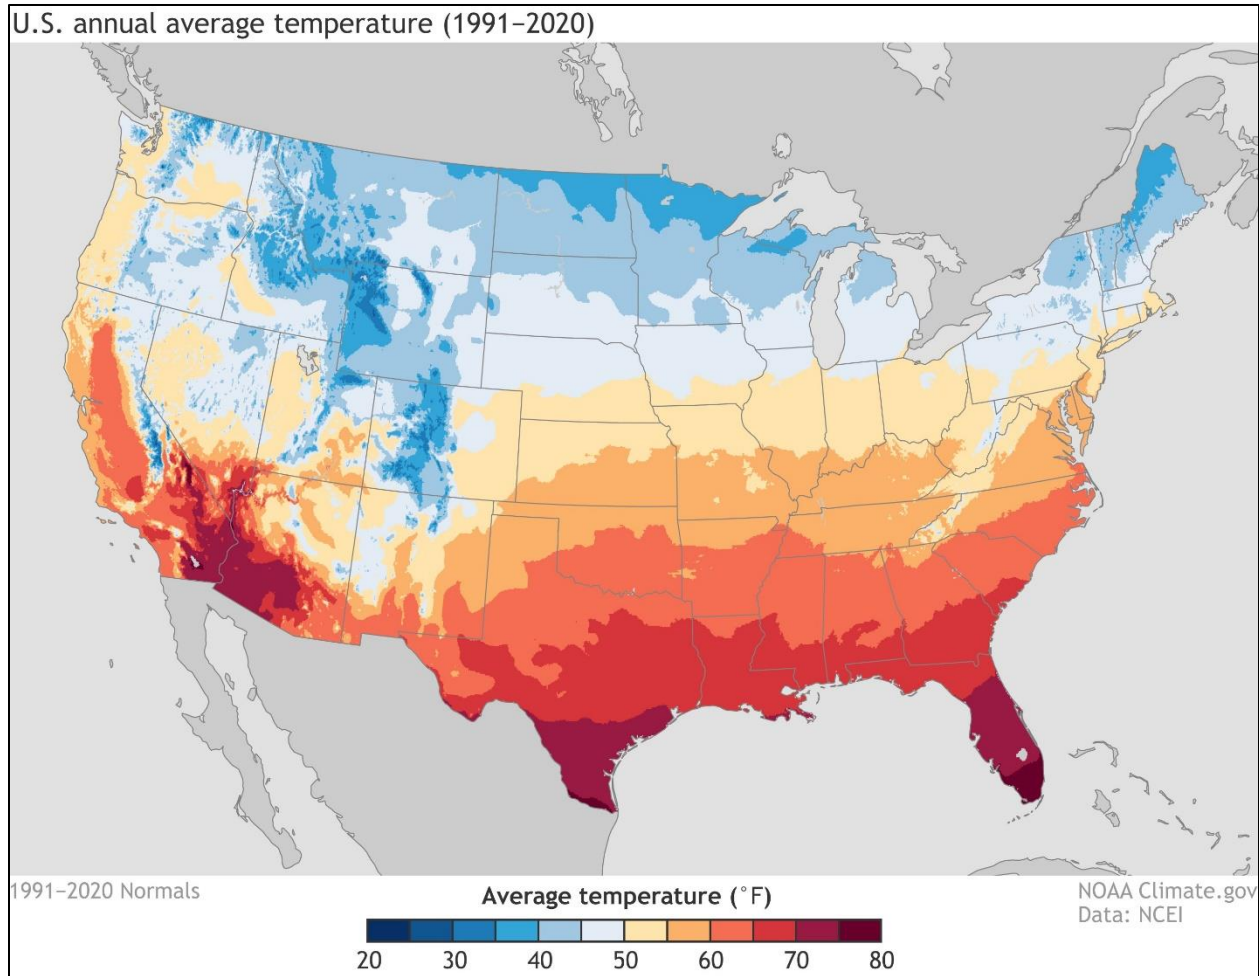 U.S. annual average temperature (1991–2020)
1991–2020 Normals
Average temperature (°F)
NOAA Climate.gov
Data: NCEI
20 30 40 50 60 70 80